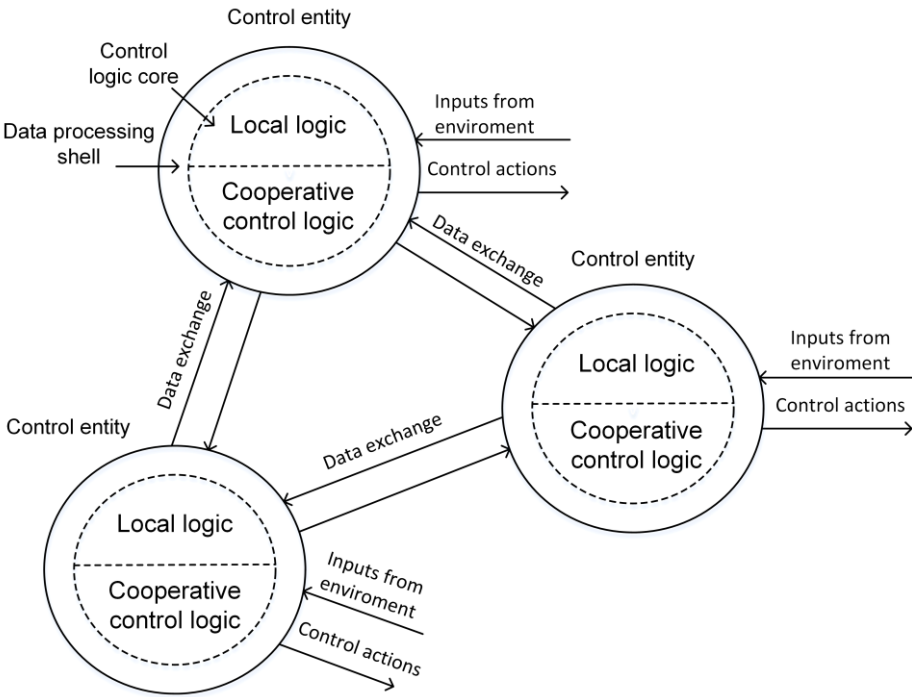 Control entity
Control
logic core
Data processing
shell
Local logic
Cooperative
control logic
Inputs from
enviroment
Control actions
Data exchange
Control entity
Local logic
Cooperative
control logic
Inputs from
enviroment
Control actions
Data exchange
Data exchange
Control entity
Local logic
Cooperative
control logic
Inputs from
enviroment
Control actions